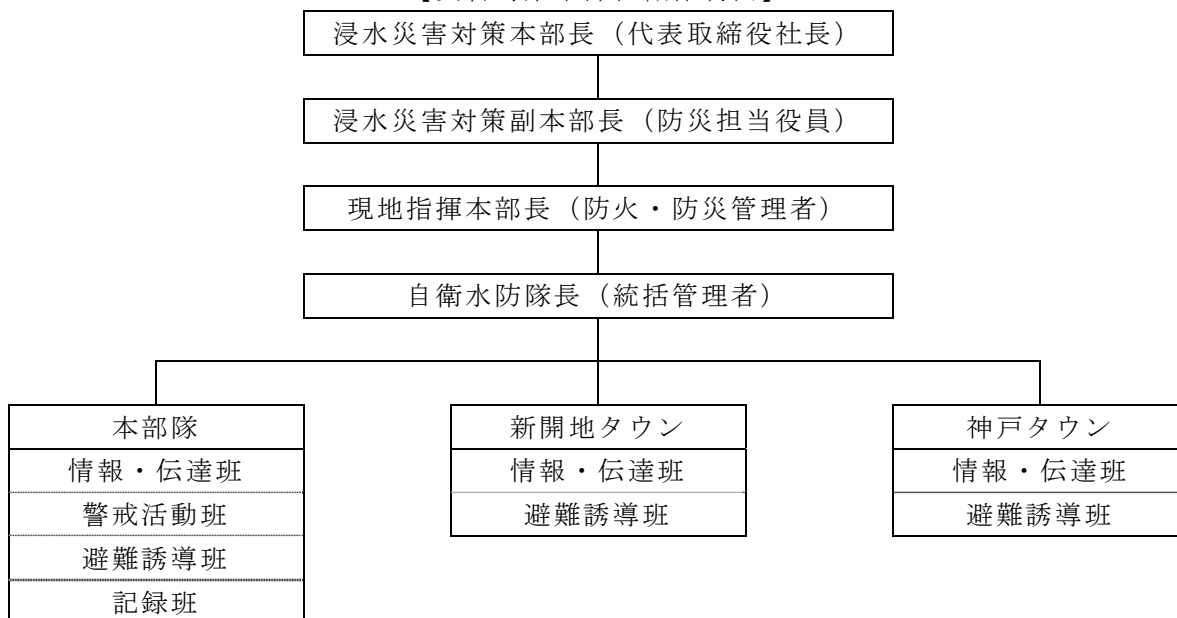 浸水災害対策本部長（代表取締役社長）
浸水災害対策副本部長（防災担当役員）
現地指揮本部長（防火・防災管理者）
自衛水防隊長（統括管理者）
本部隊
情報・伝達班
警戒活動班
避難誘導班
記録班
新開地タウン
情報・伝達班
避難誘導班
神戸タウン
情報・伝達班
避難誘導班